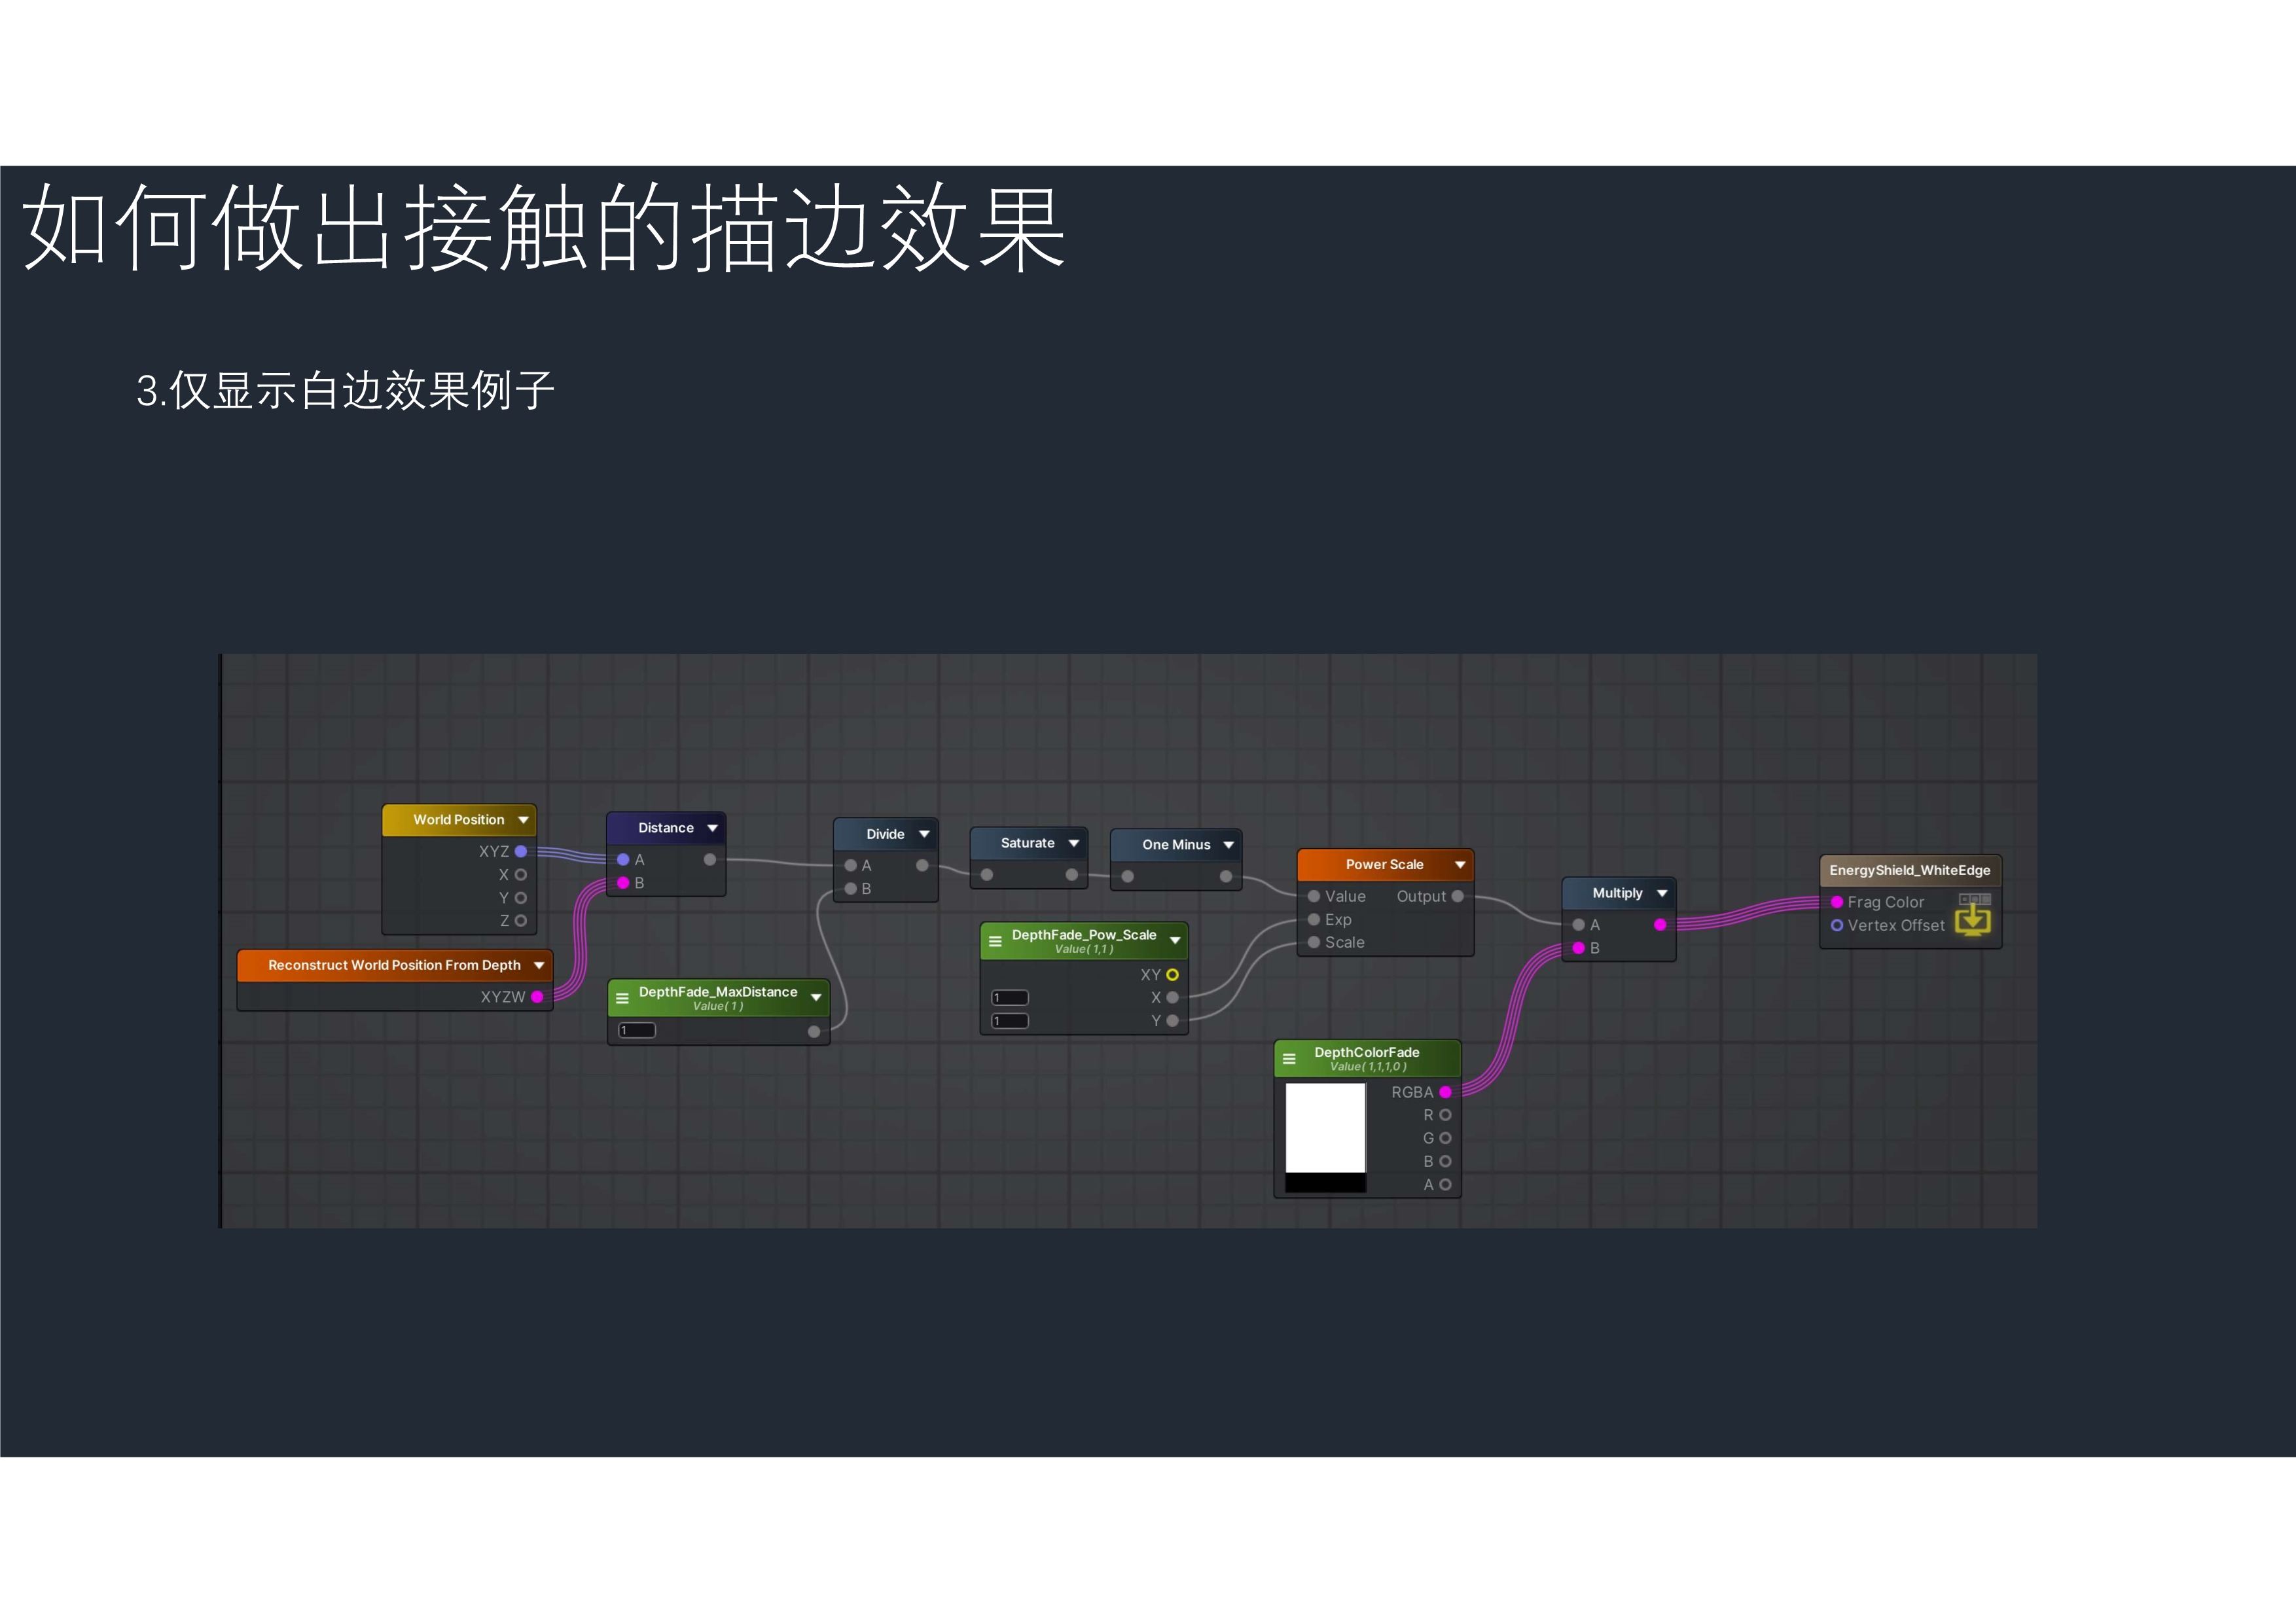 如何做出接触的描边效果
3.仅显示白边效果例子
World Position
XYZ
X
Y
Z
Reconstruct World Position From Depth
XYZW
Distance
A
B
DepthFade_MaxDistance
Value( 1 )
1
Divide
A
B
Saturate
One Minus
DepthFade_Pow_Scale
Value( 1,1 )
XY
1 X
1 Y
Power Scale
Value Output
Exp
Scale
DepthColorFade
Value( 1,1,1,0 )
RGBA
R
G
B
A
Multiply
A
B
EnergyShield_WhiteEdge
Frag Color
Vertex Offset